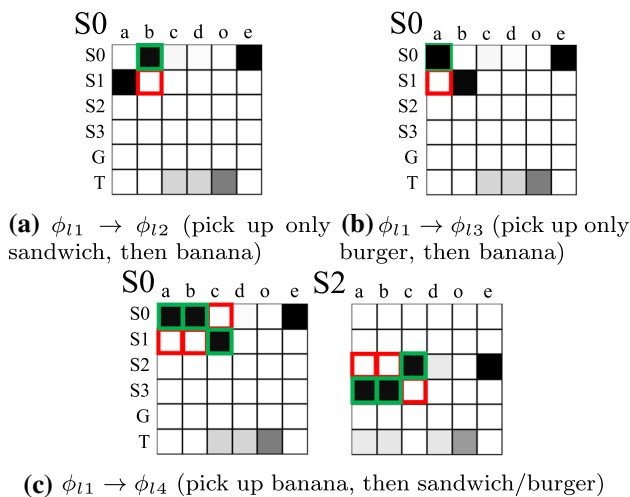 S0
a b c d o e
S0
S1
S2
S3
G
T
(a) ϕl1 → ϕl2 (pick up only
sandwich, then banana)
S0
a b c d o e
S0
S1
S2
S3
G
T
(b) ϕl1 → ϕl3 (pick up only
burger, then banana)
S0
a b c d o e
S0
S1
S2
S3
G
T
S2
a b c d o e
(c) ϕl1 → ϕl4 (pick up banana, then sandwich/burger)